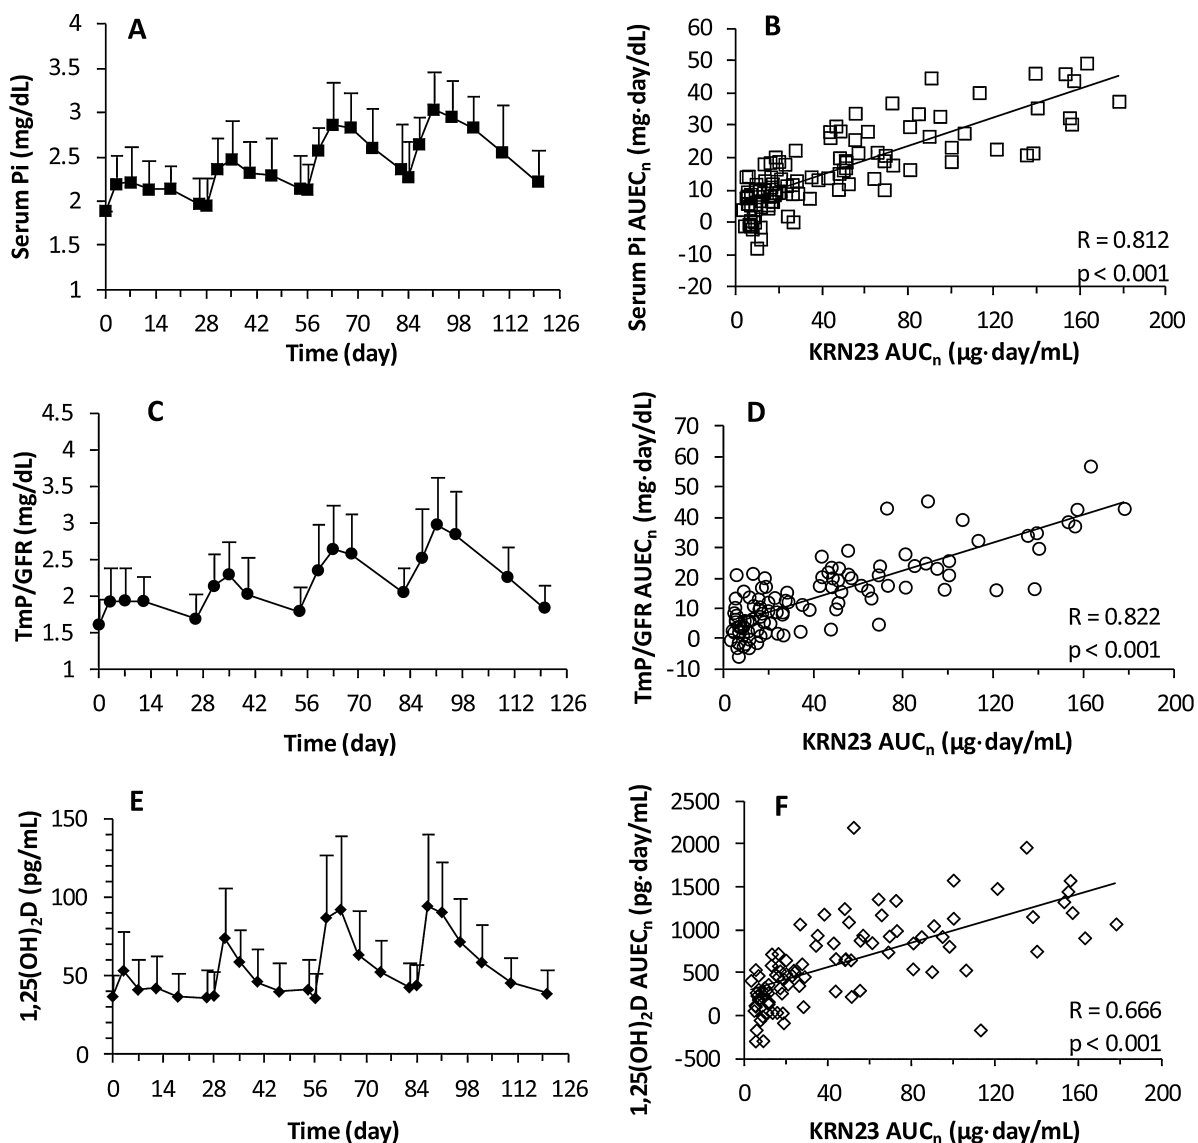 A
Serum Pi (mg/dL)
4
3.5
3
2.5
2
1.5
1
0 14 28 42 56 70 84 98 112 126
Time (day)
B
Serum Pi AUECn (mg·day/dL)
60
50
40
30
20
10
0
-10
-20
R = 0.812
p < 0.001
0 40 80 120 160 200
KRN23 AUCn (µg·day/mL)
C
TmP/GFR (mg/dL)
4.5
4
3.5
3
2.5
2
1.5
1
0 14 28 42 56 70 84 98 112 126
Time (day)
D
TmP/GFR AUECn (mg·day/dL)
70
60
50
40
30
20
10
0
-10
R = 0.822
p < 0.001
0 40 80 120 160 200
KRN23 AUCn (µg·day/mL)
E
1,25(OH)2D (pg/mL)
150
100
50
0
0 14 28 42 56 70 84 98 112 126
Time (day)
F
1,25(OH)2D AUECn (pg·day/mL)
2500
2000
1500
1000
500
0
-500
R = 0.666
p < 0.001
0 40 80 120 160 200
KRN23 AUCn (µg·day/mL)